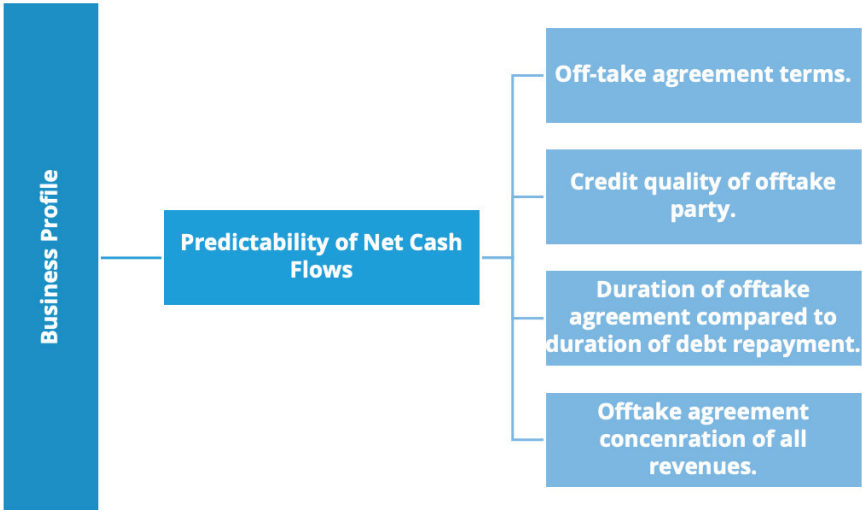 Business Profile
Predictability of Net Cash
Flows
Off-take agreement terms.
Credit quality of offtake
party.
Duration of offtake
agreement compared to
duration of debt repayment.
Offtake agreement
concenration of all
revenues.